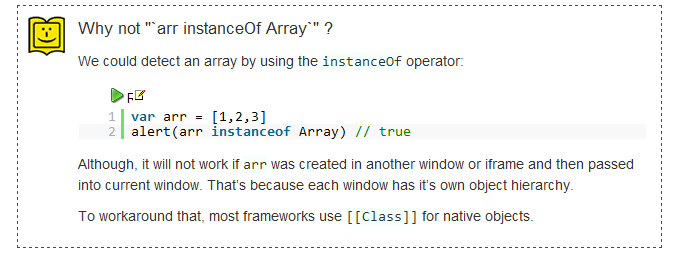 Why not "`arr instanceOf Array`" ?
We could detect an array by using the instanceOf operator:
1 var arr = [1,2,3]
2 alert(arr instanceof Array) // true
Although, it will not work if arr was created in another window or iframe and then passed
into current window. That's because each window has it's own object hierarchy.
To workaround that, most frameworks use [[Class]] for native objects.